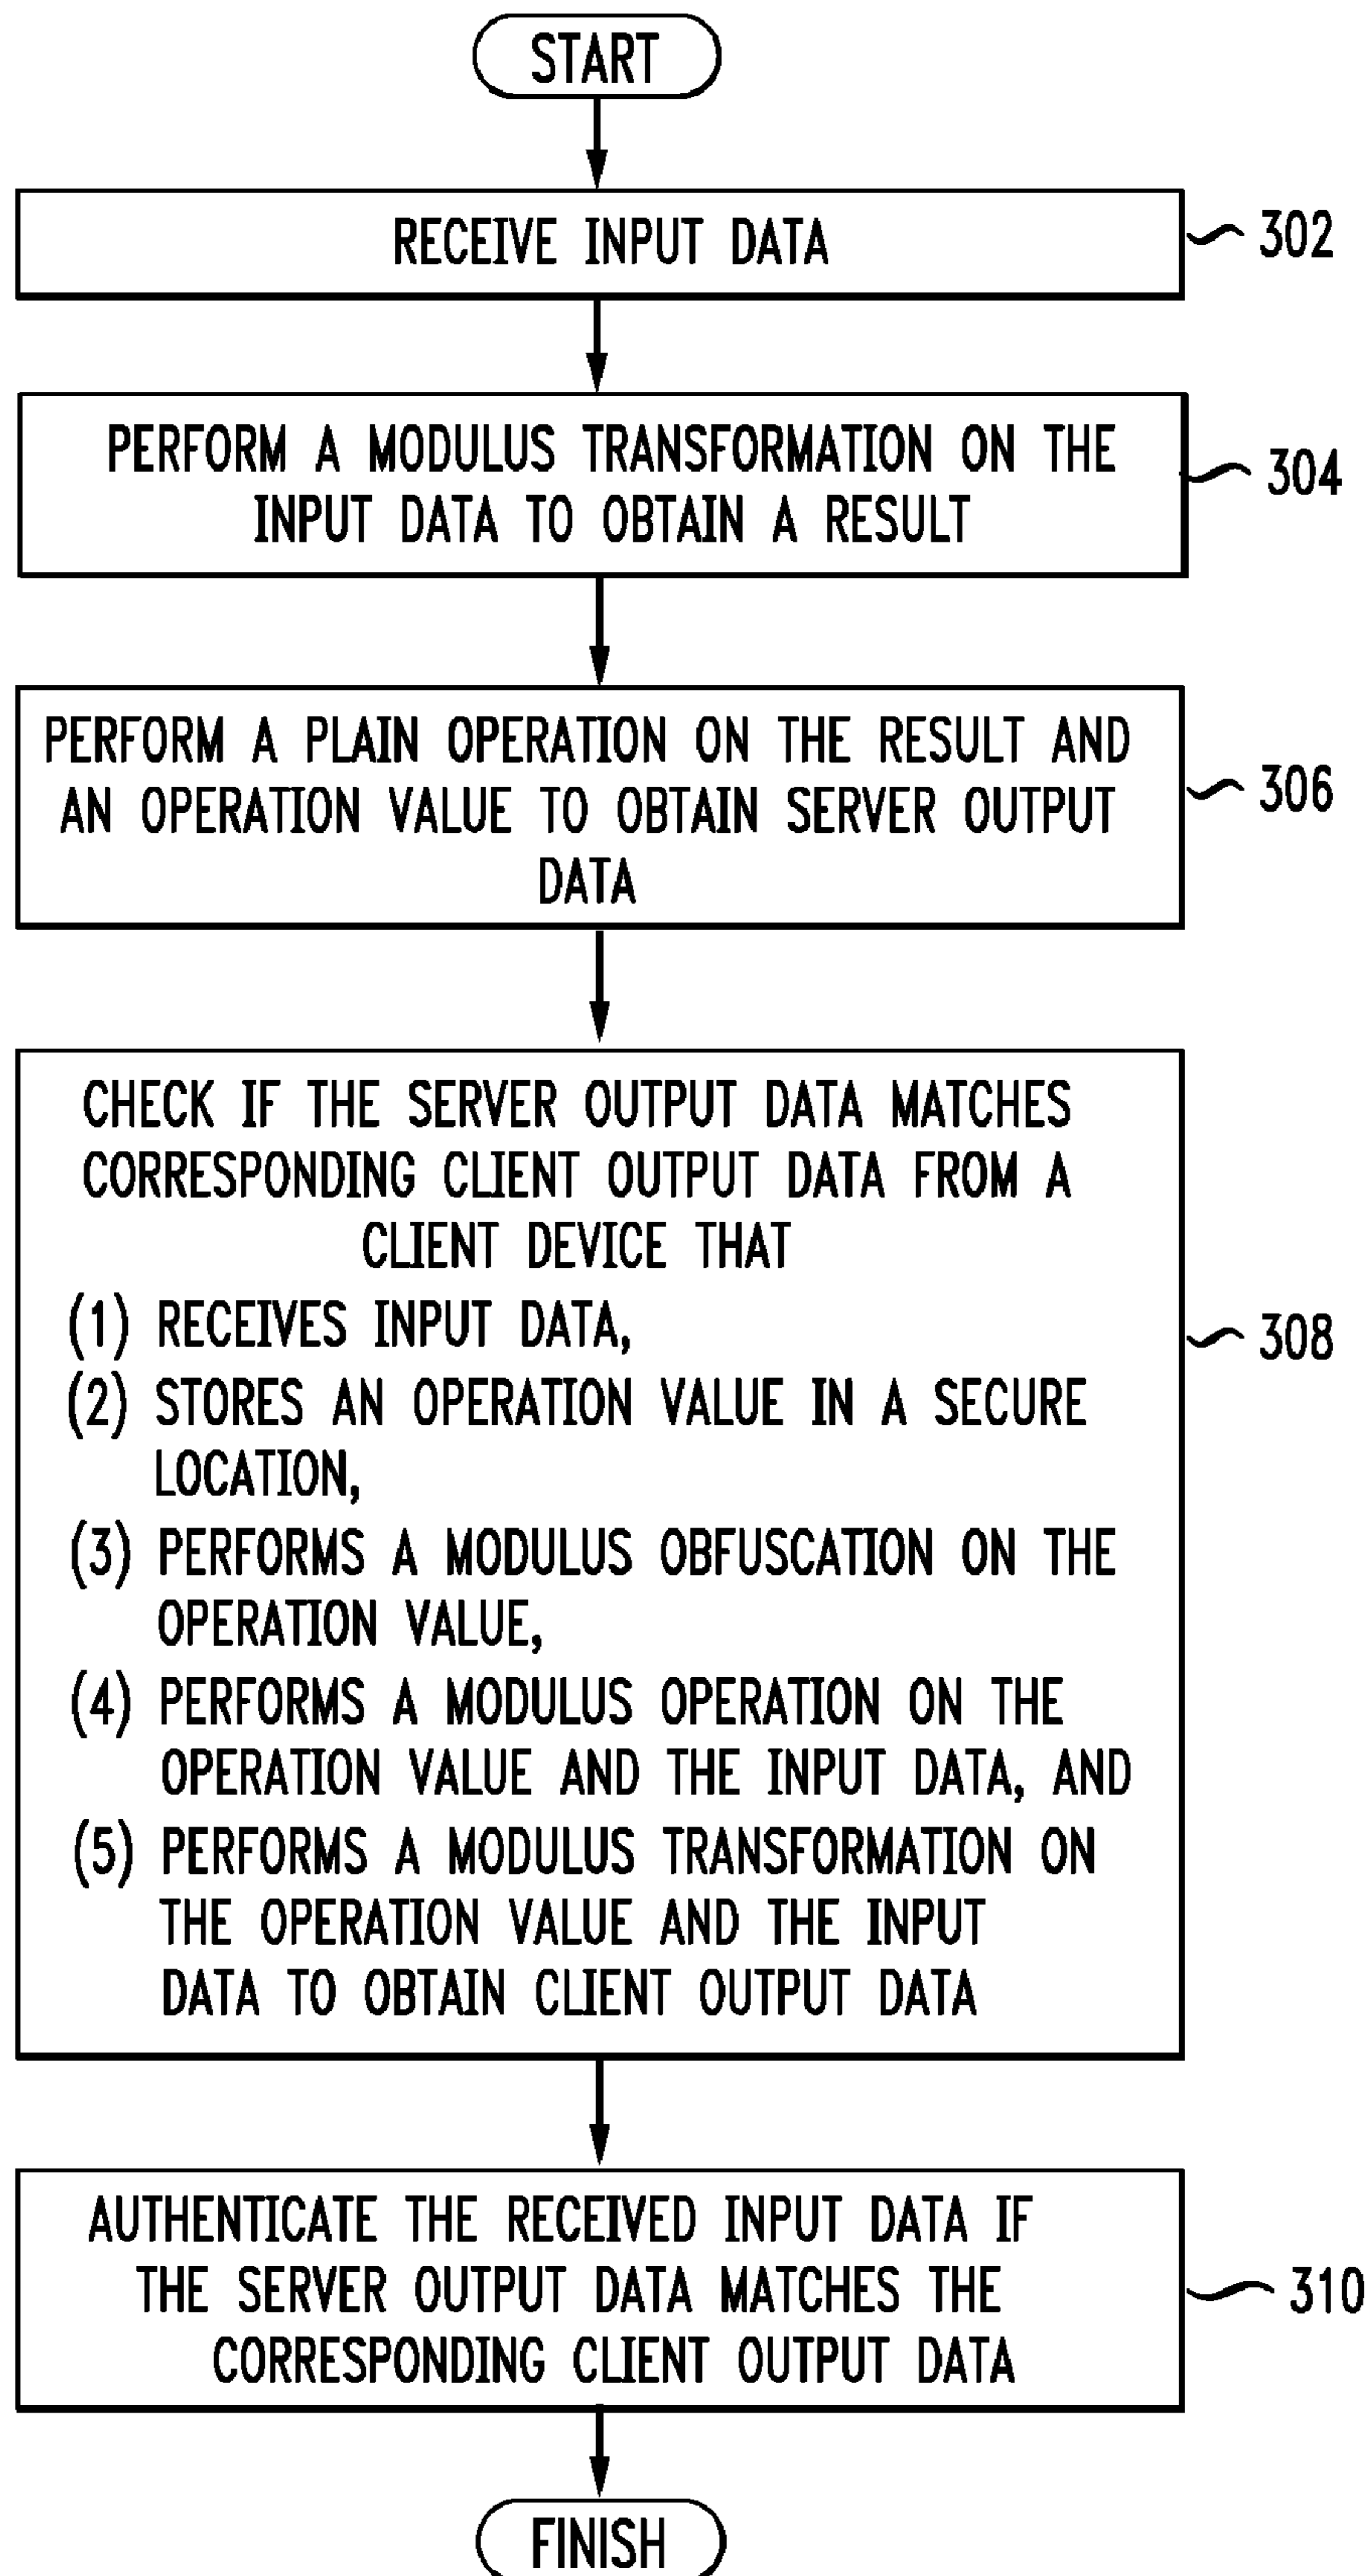 START
RECEIVE INPUT DATA
302
PERFORM A MODULUS TRANSFORMATION ON THE
INPUT DATA TO OBTAIN A RESULT
304
PERFORM A PLAIN OPERATION ON THE RESULT AND
AN OPERATION VALUE TO OBTAIN SERVER OUTPUT
DATA
306
CHECK IF THE SERVER OUTPUT DATA MATCHES
CORRESPONDING CLIENT OUTPUT DATA FROM A
CLIENT DEVICE THAT
(1) RECEIVES INPUT DATA,
(2) STORES AN OPERATION VALUE IN A SECURE
LOCATION,
(3) PERFORMS A MODULUS OBFUSCATION ON THE
OPERATION VALUE,
(4) PERFORMS A MODULUS OPERATION ON THE
OPERATION VALUE AND THE INPUT DATA, AND
(5) PERFORMS A MODULUS TRANSFORMATION ON
THE OPERATION VALUE AND THE INPUT
DATA TO OBTAIN CLIENT OUTPUT DATA
308
AUTHENTICATE THE RECEIVED INPUT DATA IF
THE SERVER OUTPUT DATA MATCHES THE
CORRESPONDING CLIENT OUTPUT DATA
310
FINISH